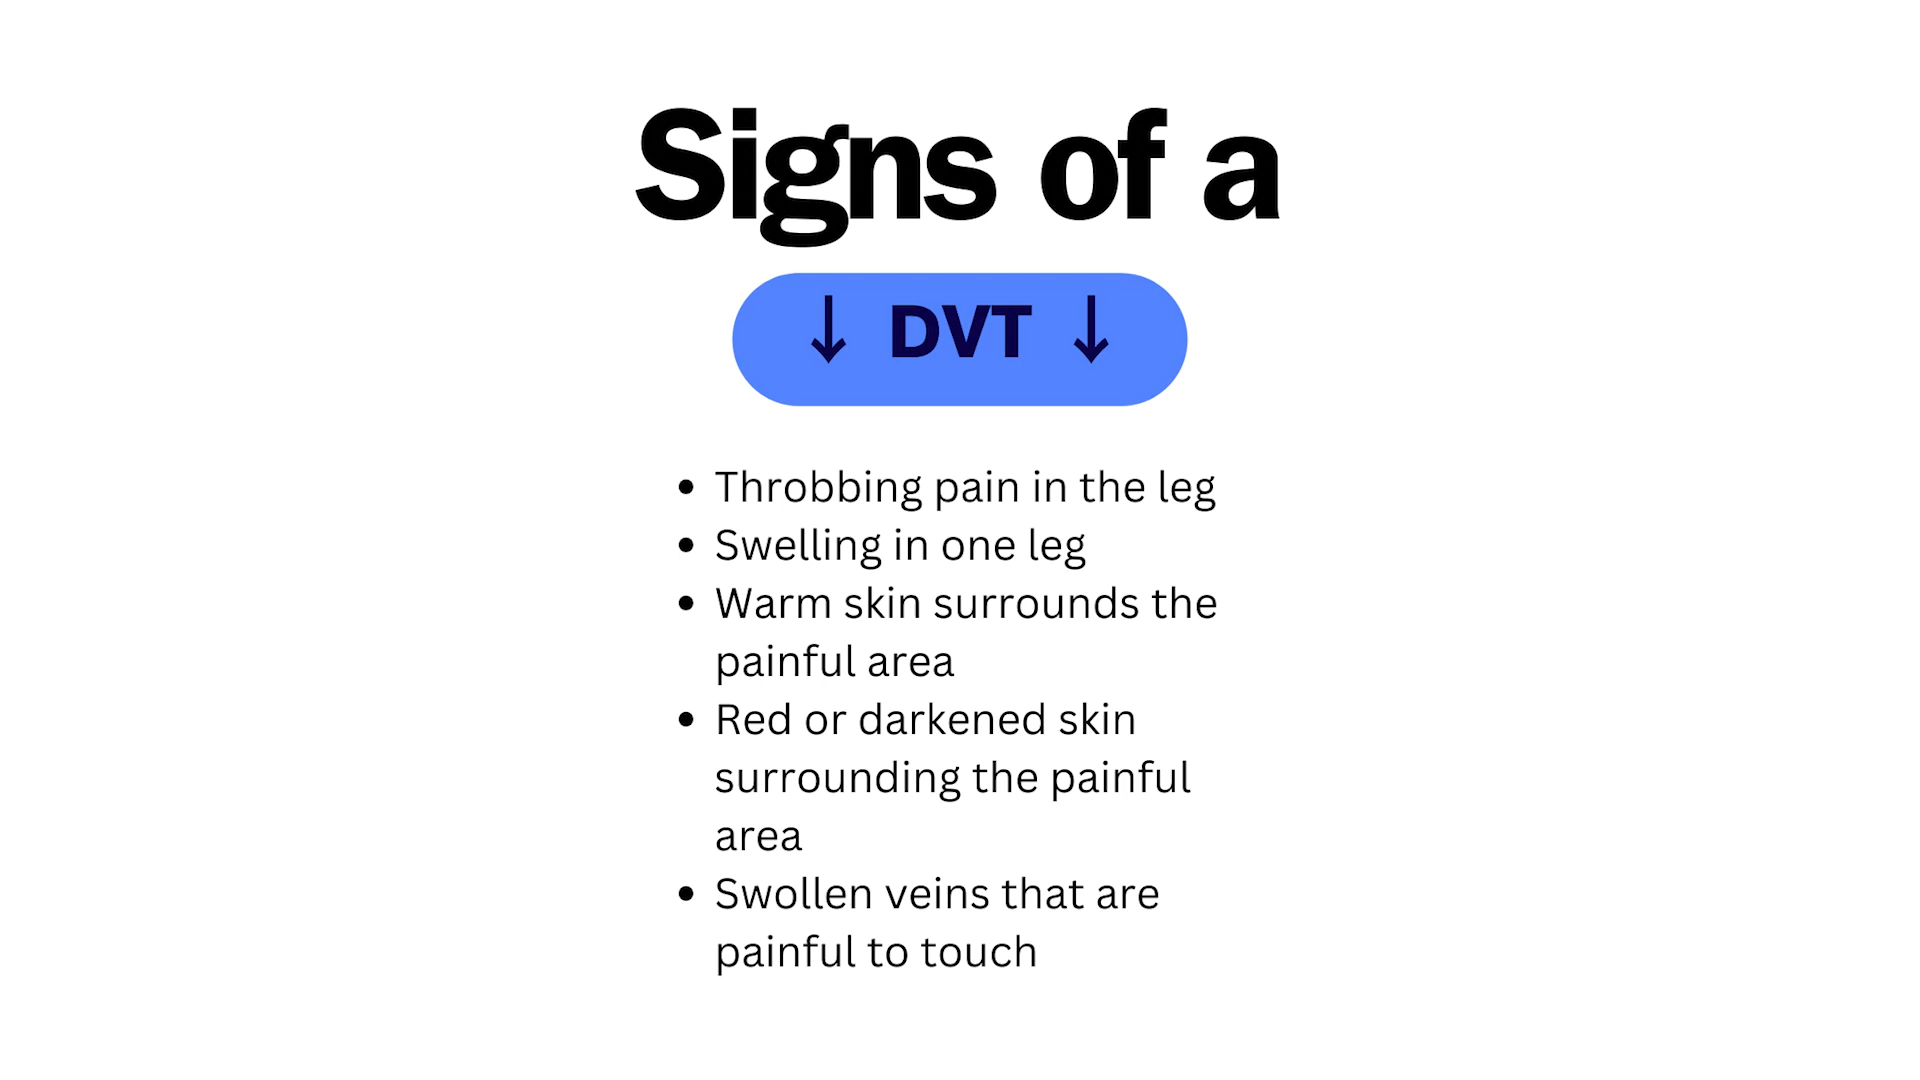 Signs of a
↓ DVT ↓
• Throbbing pain in the leg
• Swelling in one leg
• Warm skin surrounds the
painful area
• Red or darkened skin
surrounding the painful
area
• Swollen veins that are
painful to touch